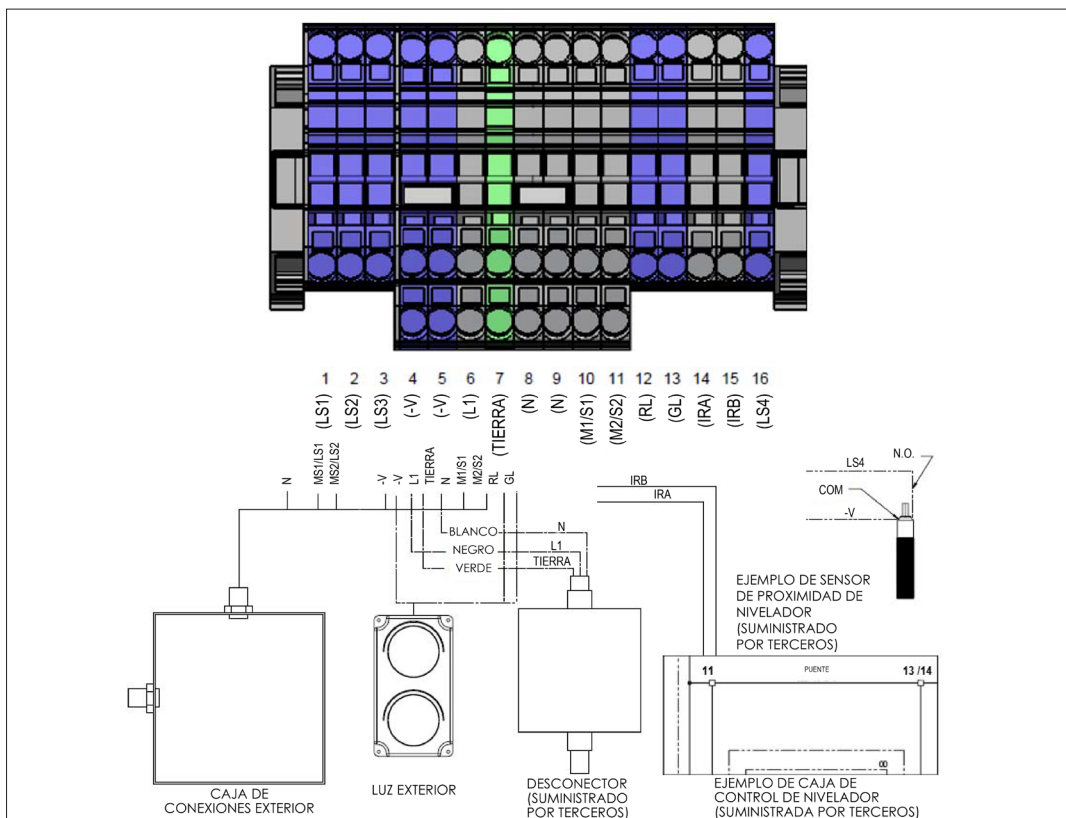 1 2 3 4 5 6 7 8 9 10 11 12 13 14 15 16
(LS1) (LS2) (LS3) (-V) (-V) (L1) (TIERRA) (N) (N) (M1/S1) (M2/S2) (RL) (GL) (IRA) (IRB) (LS4)
N MS1/LS1 MS2/LS2 -V -V L1 TIERRA N M1/S1 M2/S2 RL GL
BLANCO N
NEGRO L1
VERDE TIERRA
IRB
IRA
LS4
N.O.
COM
-V
EJEMPLO DE SENSOR
DE PROXIMIDAD DE
NIVELADOR
(SUMINISTRADO
POR TERCEROS)
11 PUENTE 13 /14
00
CAJA DE
CONEXIONES EXTERIOR
LUZ EXTERIOR
DESCONECTOR
(SUMINISTRADO
POR TERCEROS)
EJEMPLO DE CAJA DE
CONTROL DE NIVELADOR
(SUMINISTRADA POR TERCEROS)